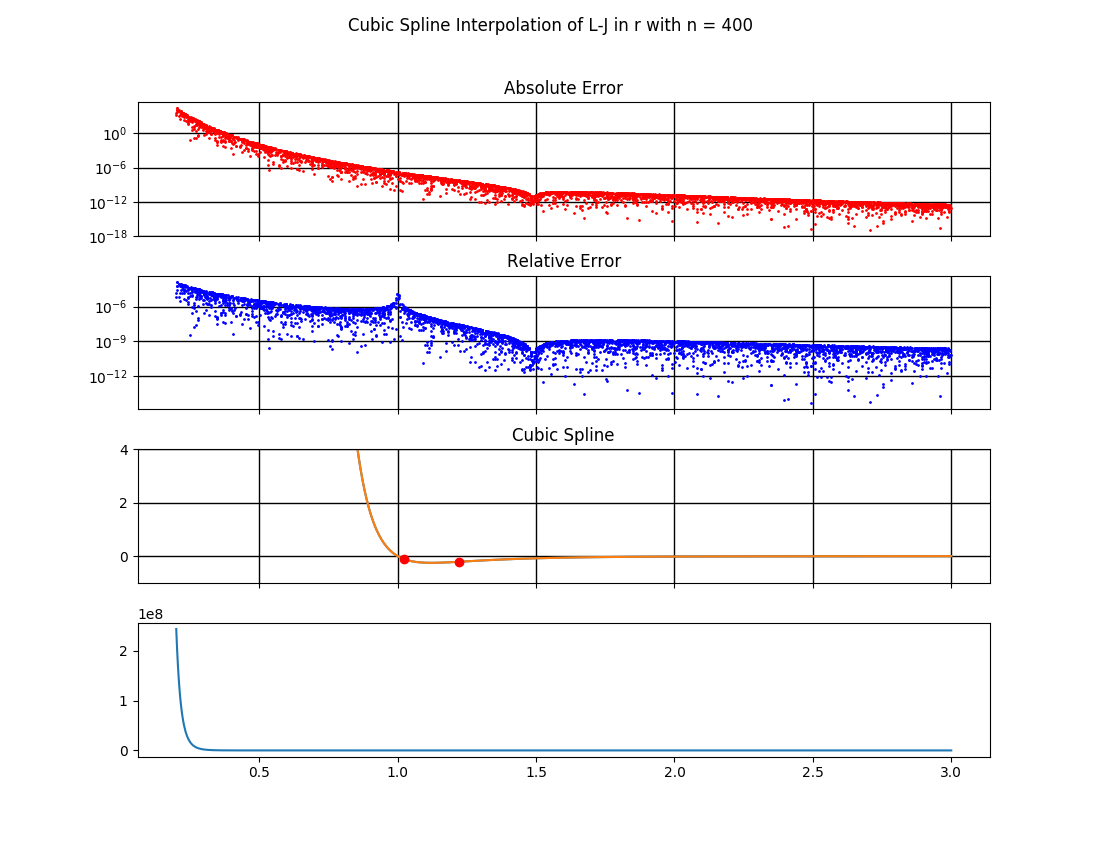 Cubic Spline Interpolation of L-J in r with n = 400
Absolute Error
10⁰
10⁻⁶
10⁻¹²
10⁻¹⁸
Relative Error
10⁻⁶
10⁻⁹
10⁻¹²
Cubic Spline
4
2
0
1e8
2
1
0
0.5 1.0 1.5 2.0 2.5 3.0